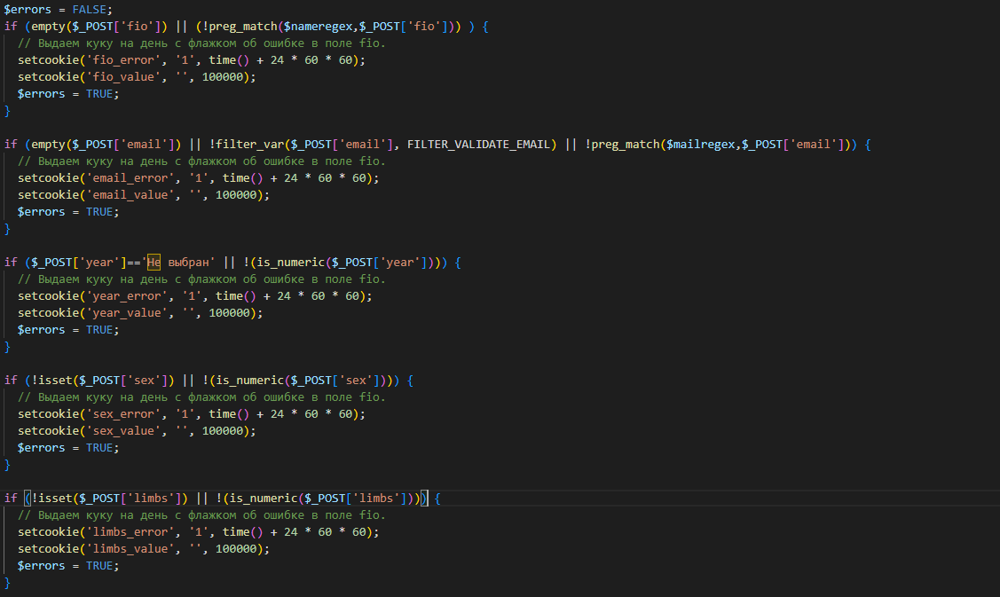 $errors = FALSE;
if (empty($_POST['fio']) || (!preg_match($nameregex,$_POST['fio'])) ) {
// Выдаем куку на день с флажком об ошибке в поле fio.
setcookie('fio_error', '1', time() + 24 * 60 * 60);
setcookie('fio_value', '', 100000);
$errors = TRUE;
}
if (empty($_POST['email']) || !filter_var($_POST['email'], FILTER_VALIDATE_EMAIL) || !preg_match($mailregex,$_POST['email'])) {
// Выдаем куку на день с флажком об ошибке в поле fio.
setcookie('email_error', '1', time() + 24 * 60 * 60);
setcookie('email_value', '', 100000);
$errors = TRUE;
}
if ($_POST['year']=='Не выбран' || !(is_numeric($_POST['year']))) {
// Выдаем куку на день с флажком об ошибке в поле fio.
setcookie('year_error', '1', time() + 24 * 60 * 60);
setcookie('year_value', '', 100000);
$errors = TRUE;
}
if (!isset($_POST['sex']) || !(is_numeric($_POST['sex']))) {
// Выдаем куку на день с флажком об ошибке в поле fio.
setcookie('sex_error', '1', time() + 24 * 60 * 60);
setcookie('sex_value', '', 100000);
$errors = TRUE;
}
if (!isset($_POST['limbs']) || !(is_numeric($_POST['limbs']))) {
// Выдаем куку на день с флажком об ошибке в поле fio.
setcookie('limbs_error', '1', time() + 24 * 60 * 60);
setcookie('limbs_value', '', 100000);
$errors = TRUE;
}